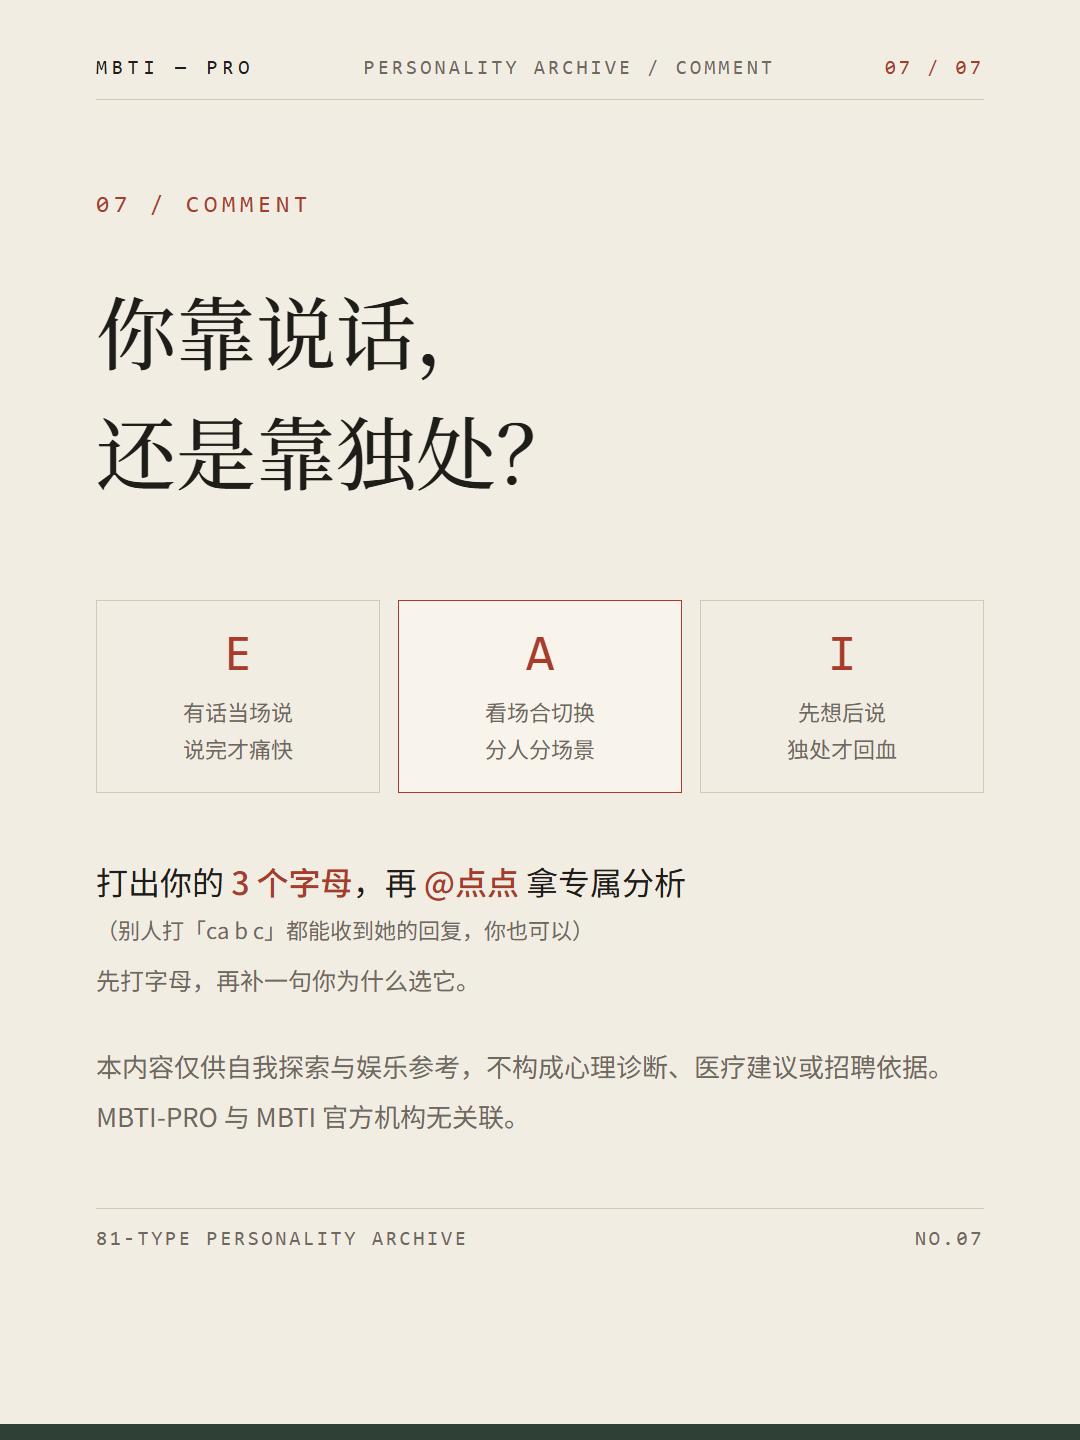 MBTI — PRO
PERSONALITY ARCHIVE / COMMENT
07 / 07
07 / COMMENT
你靠说话，
还是靠独处？
E
有话当场说
说完才痛快
A
看场合切换
分人分场景
I
先想后说
独处才回血
打出你的 3 个字母，再 @点点 拿专属分析
（别人打「ca b c」都能收到她的回复，你也可以）
先打字母，再补一句你为什么选它。
本内容仅供自我探索与娱乐参考，不构成心理诊断、医疗建议或招聘依据。
MBTI-PRO 与 MBTI 官方机构无关联。
81-TYPE PERSONALITY ARCHIVE
NO.07